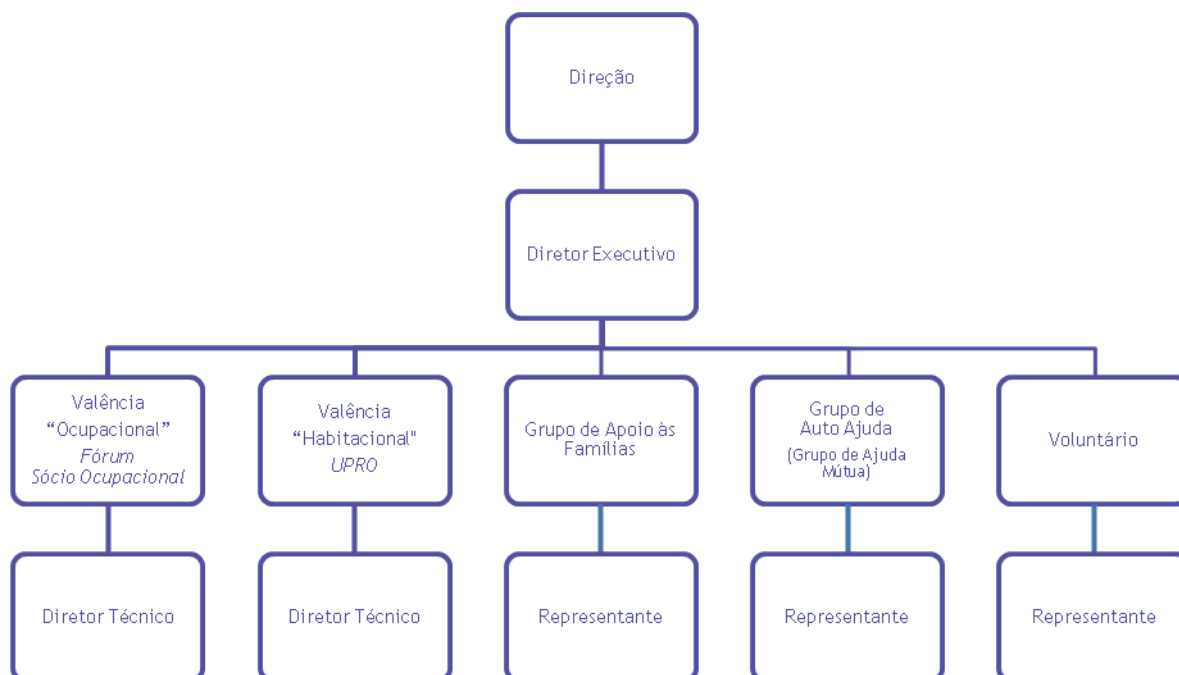 Direção
Diretor Executivo
Valência
“Ocupacional”
Fórum
Sócio Ocupacional
Valência
“Habitacional"
UPRO
Grupo de Apoio às
Famílias
Grupo de
Auto Ajuda
(Grupo de Ajuda
Mútua)
Voluntário
Diretor Técnico
Diretor Técnico
Representante
Representante
Representante